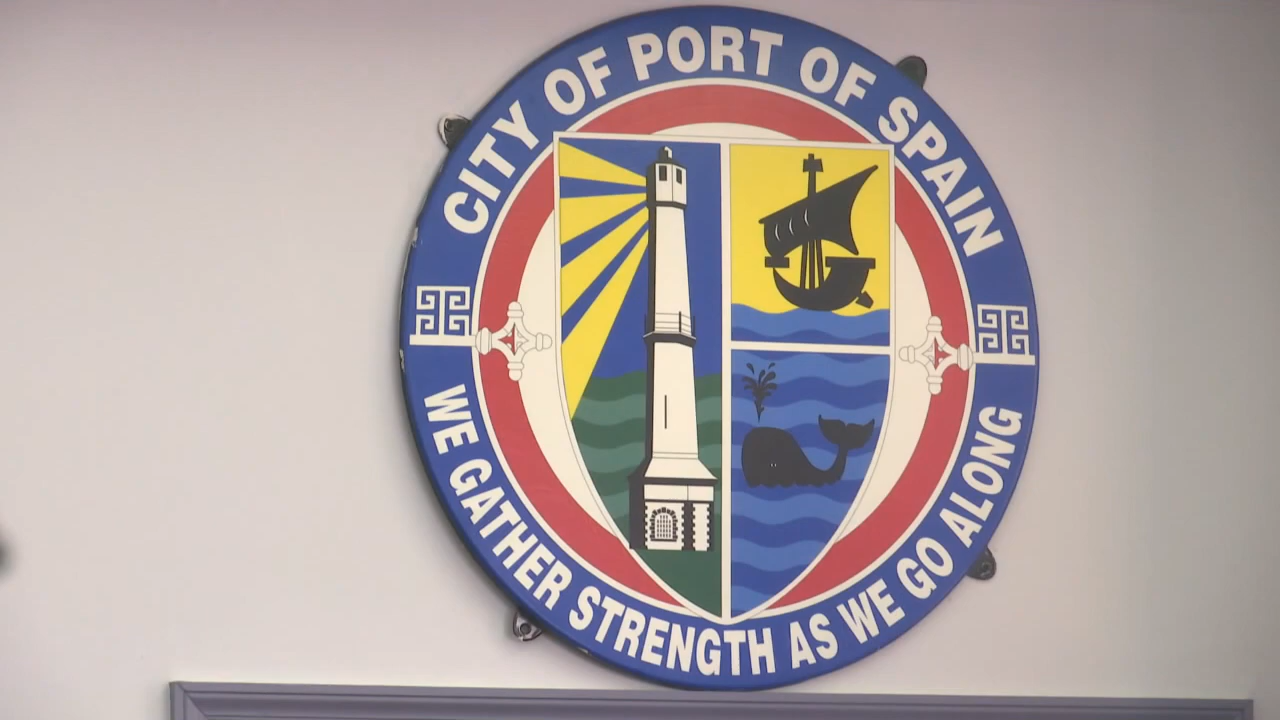 CITY OF PORT OF SPAIN
WE GATHER STRENGTH AS WE GO ALONG